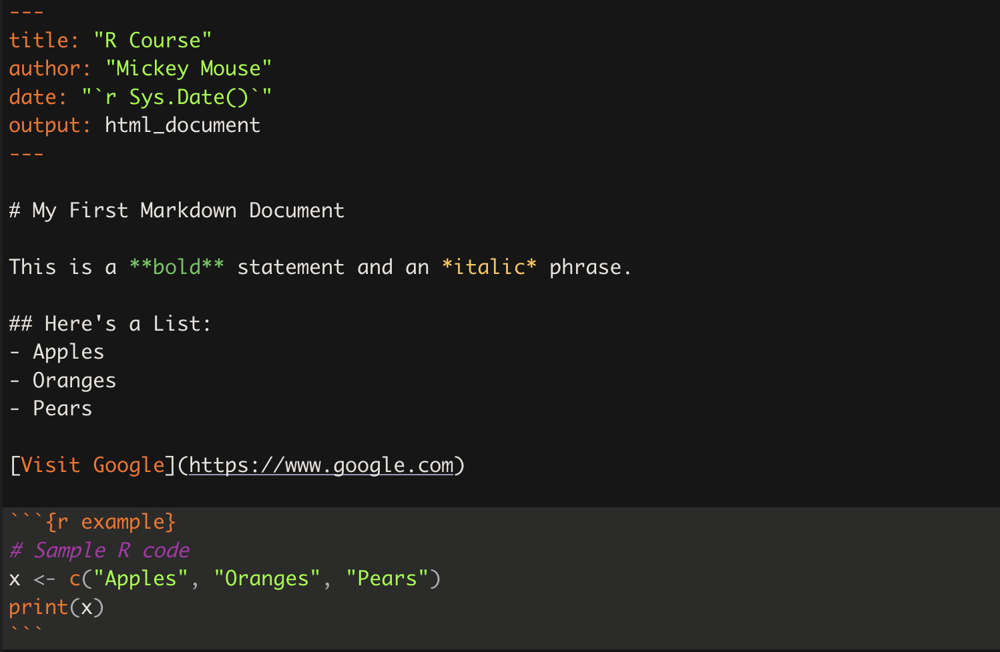 ---
title: "R Course"
author: "Mickey Mouse"
date: "`r Sys.Date()`"
output: html_document
---
# My First Markdown Document
This is a **bold** statement and an *italic* phrase.
## Here's a List:
- Apples
- Oranges
- Pears
[Visit Google](https://www.google.com)
```{r example}
# Sample R code
x <- c("Apples", "Oranges", "Pears")
print(x)
```